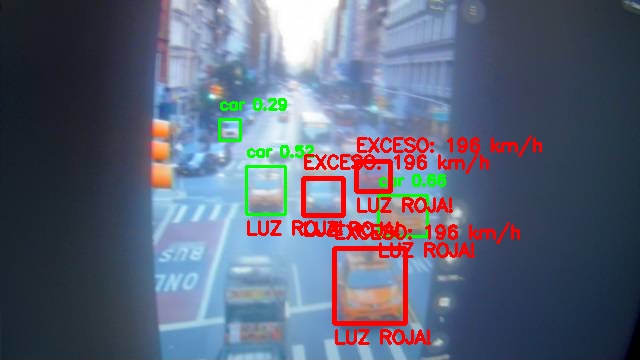 car 0.29
EXCESO: 196 km/h
car 0.52
EXCESO: 196 km/h
car 0.66
LUZ ROJA!
LUZ ROJA!
LUZ ROJA!
EXCESO: 196 km/h
LUZ ROJA!
BUS
ONLY
LUZ ROJA!